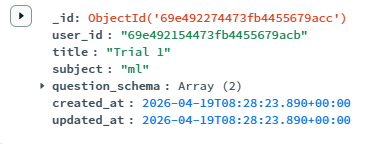 _id: ObjectId('69e492274473fb4455679acc')
user_id: "69e492154473fb4455679acb"
title: "Trial 1"
subject: "ml"
question_schema: Array (2)
created_at: 2026-04-19T08:28:23.890+00:00
updated_at: 2026-04-19T08:28:23.890+00:00